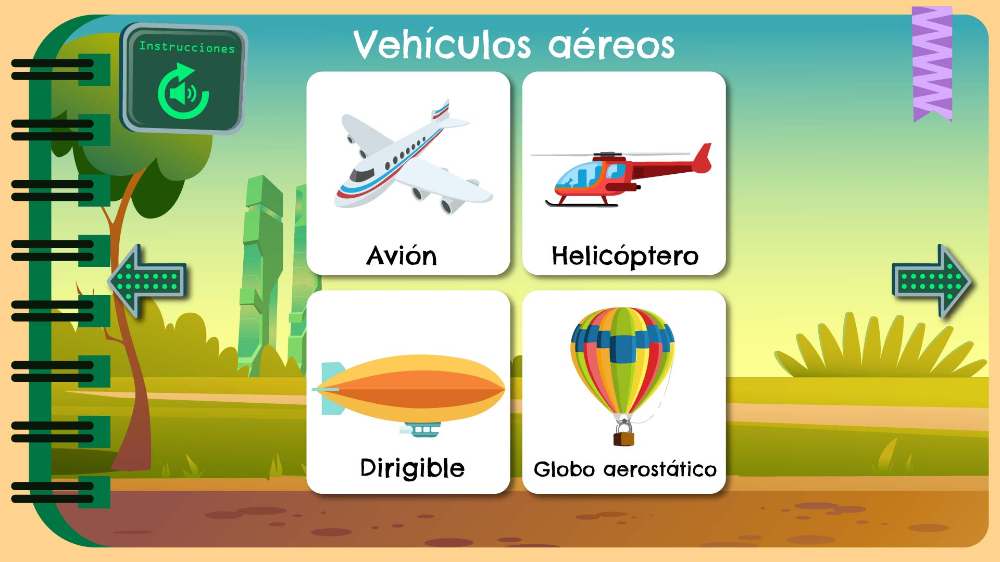 Instrucciones
Vehículos aéreos
Avión
Helicóptero
Dirigible
Globo aerostático